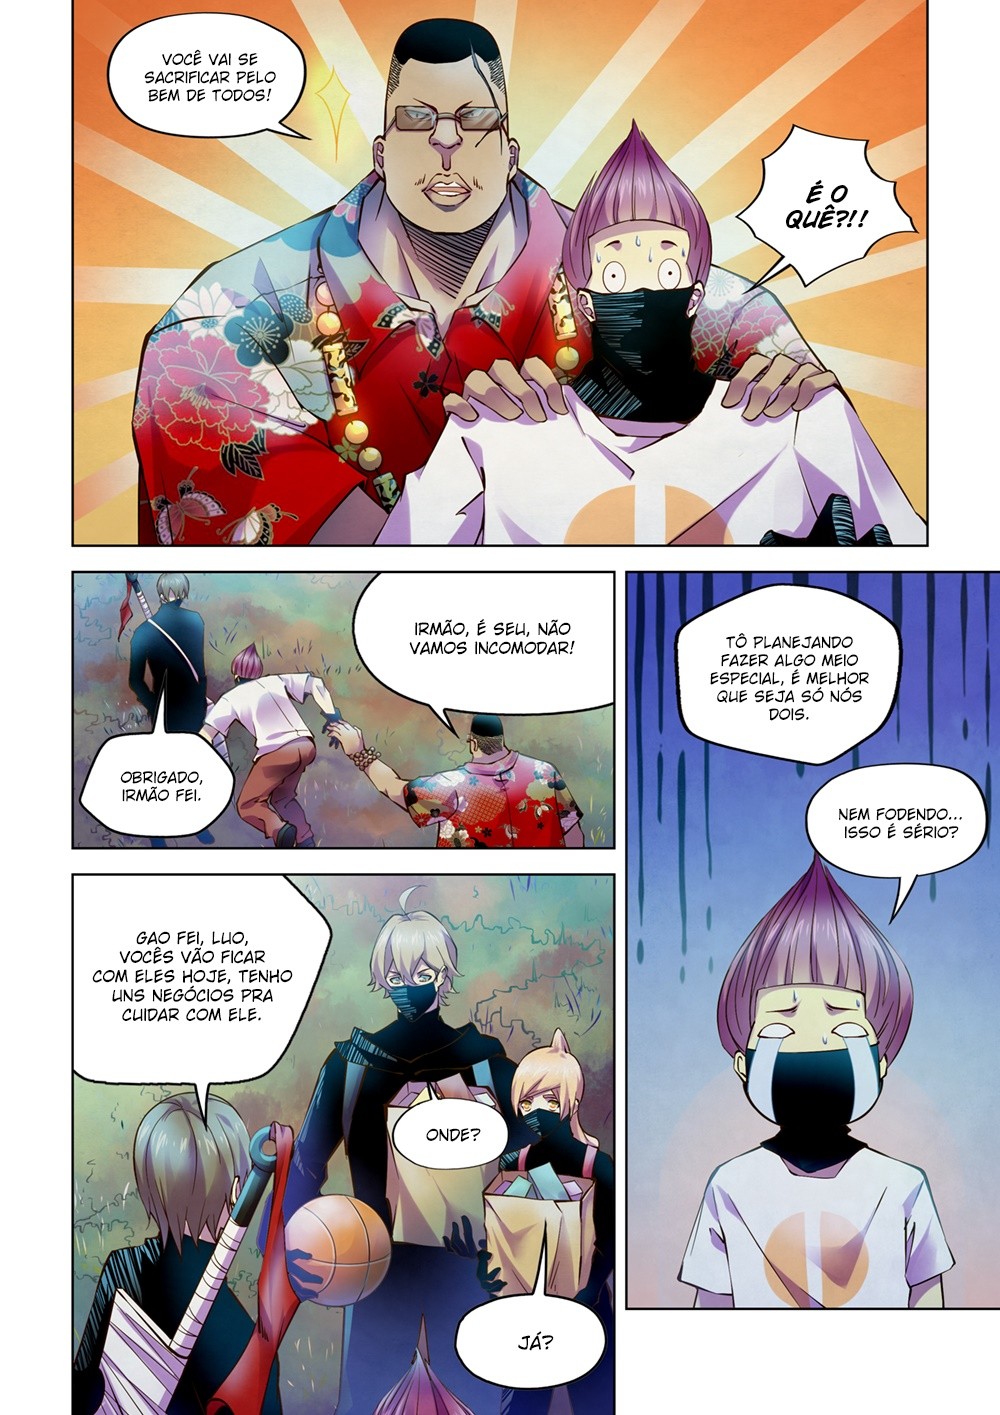 VOCÊ VAI SE
SACRIFICAR PELO
BEM DE TODOS!
É O
QUÊ?!!
IRMÃO, É SEU, NÃO
VAMOS INCOMODAR!
OBRIGADO,
IRMÃO FEI.
TÔ PLANEJANDO
FAZER ALGO MEIO
ESPECIAL, É MELHOR
QUE SEJA SÓ NÓS
DOIS.
NEM FODENDO...
ISSO É SÉRIO?
GAO FEI, LUO,
VOCÊS VÃO FICAR
COM ELES HOJE, TENHO
UNS NEGÓCIOS PRA
CUIDAR COM ELE.
ONDE?
JÁ?